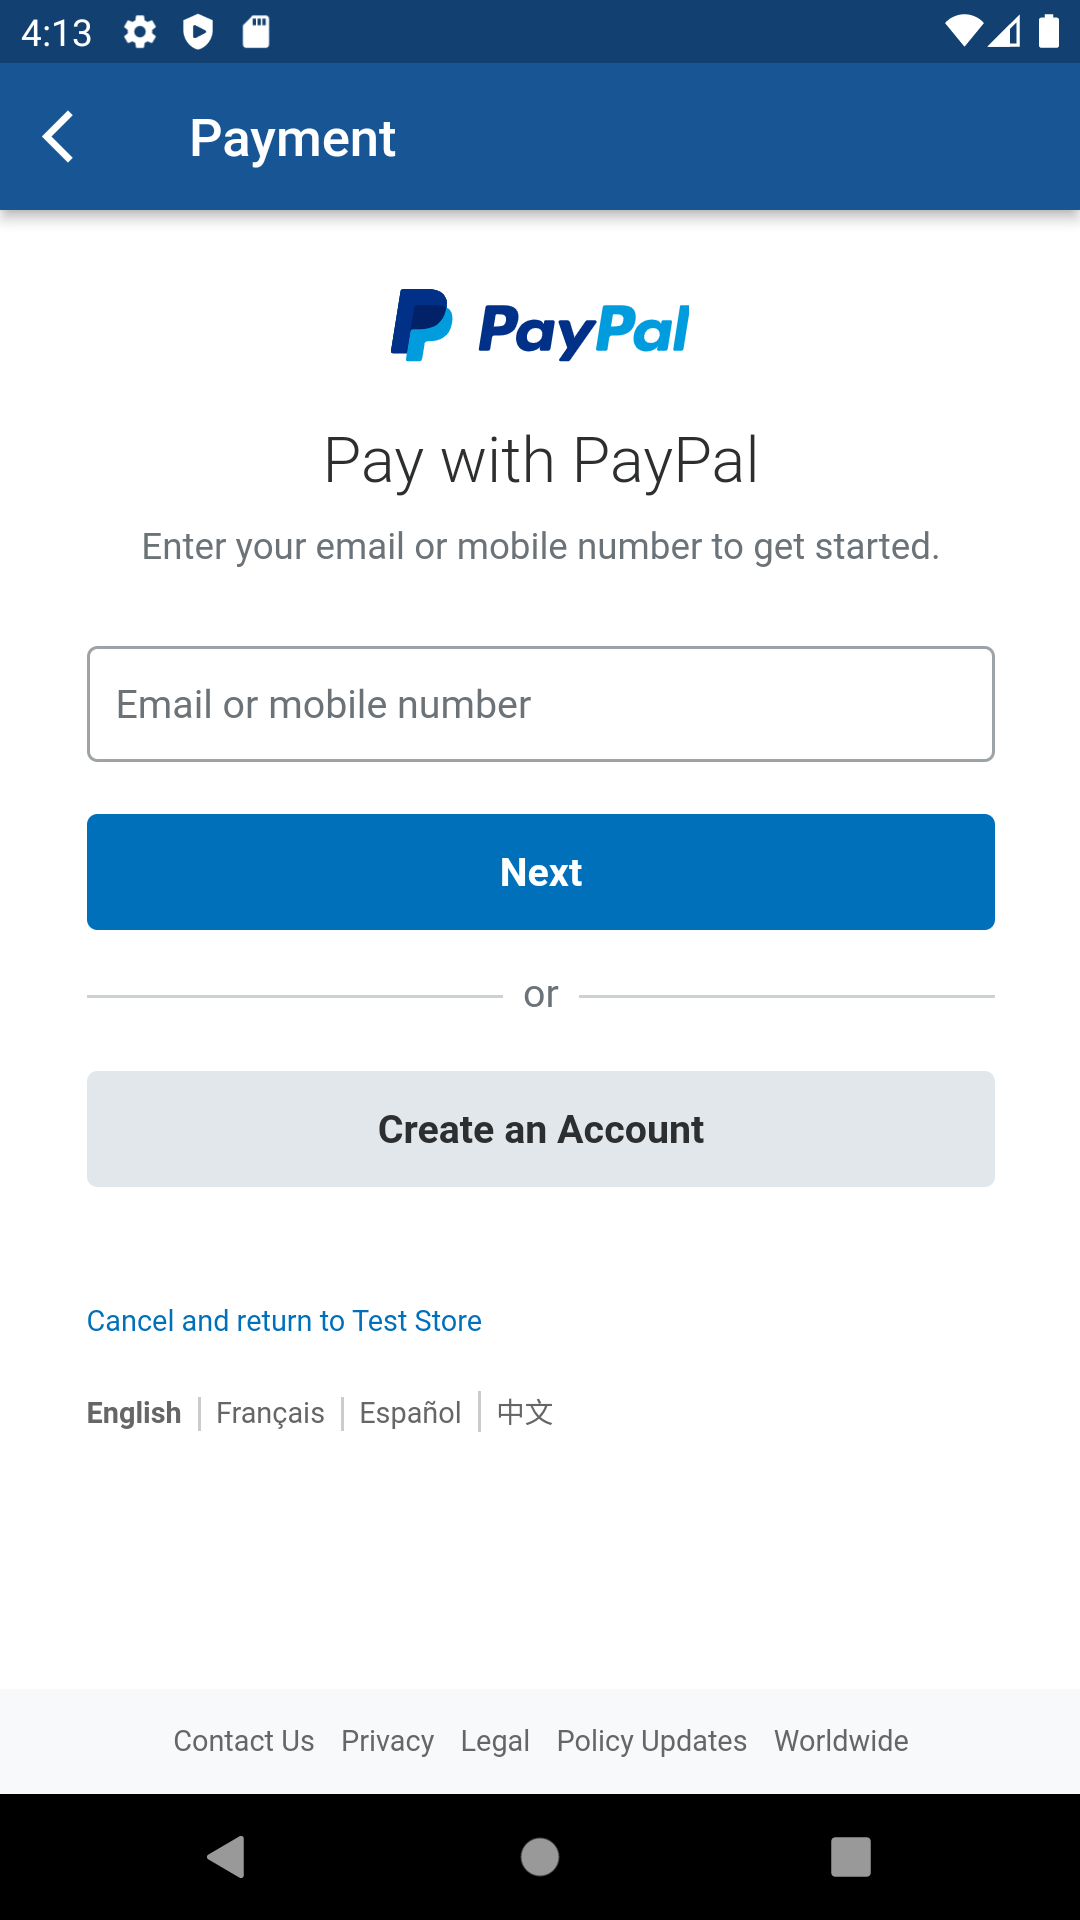 4:13
Payment
PayPal
Pay with PayPal
Enter your email or mobile number to get started.
Email or mobile number
Next
or
Create an Account
Cancel and return to Test Store
English Français Español 中文
Contact Us Privacy Legal Policy Updates Worldwide